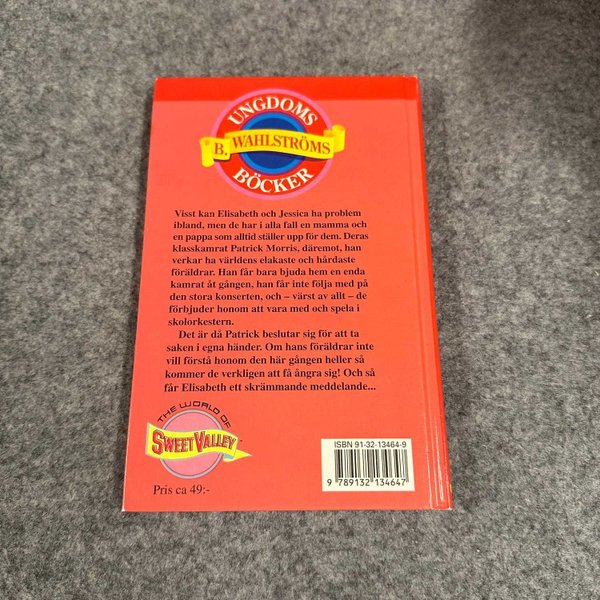 UNGDOMS
B. WAHLSTRÖMS
BÖCKER
Visst kan Elisabeth och Jessica ha problem
ibland, men de har i alla fall en mamma och
en pappa som alltid ställer upp för dem. Deras
klasskamrat Patrick Morris, däremot, han
verkar ha världens elakaste och hårdaste
föräldrar. Han får bara bjuda hem en enda
kamrat åt gången, han får inte följa med på
den stora konserten, och – värst av allt – de
förbjuder honom att vara med och spela i
skolorkestern.
Det är då Patrick beslutar sig för att ta
saken i egna händer. Om hans föräldrar inte
vill förstå honom den här gången heller så
kommer de verkligen att få ångra sig! Och så
får Elisabeth ett skrämmande meddelande...
THE WORLD OF
SWEET VALLEY™
Pris ca 49:-
ISBN 91-32-13464-9
9 789132 134647